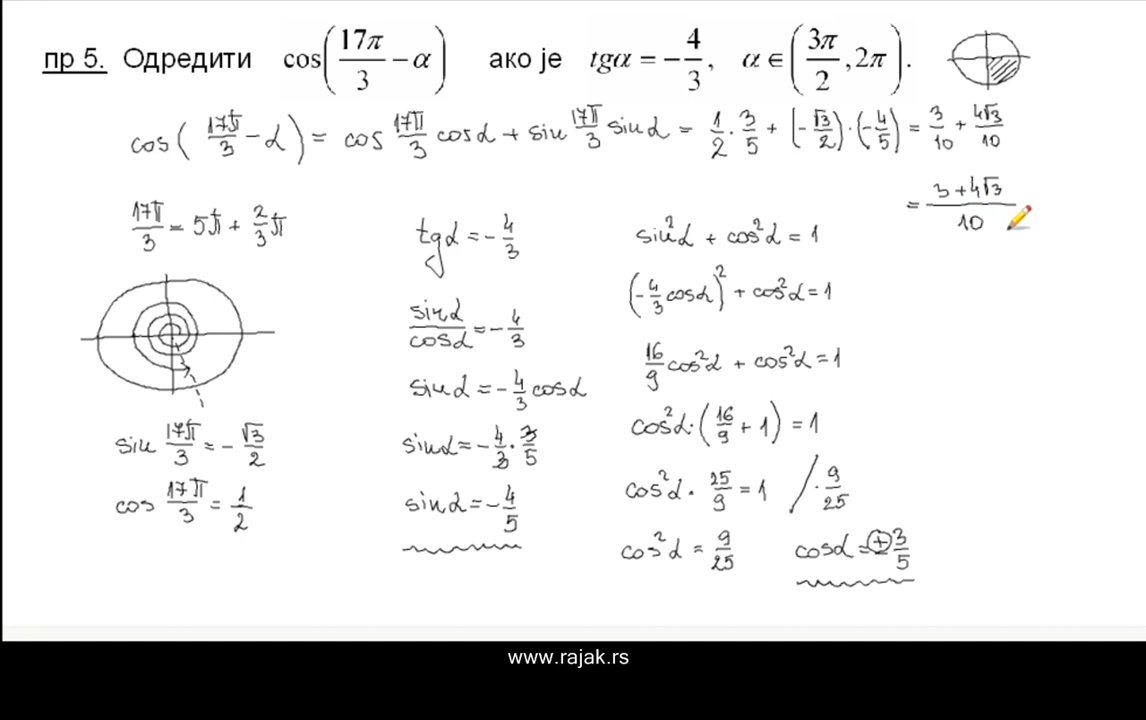 пр 5. Одредити cos(17π/3 − α) ако је tgα = −4/3, α ∈ (3π/2, 2π).
cos(17π/3 − α) = cos 17π/3 cosα + sin 17π/3 sinα = 1/2 · 3/5 + (−√3/2)·(−4/5) = 3/10 + 4√3/10
= (3+4√3)/10
17π/3 = 5π + 2/3π
sin 17π/3 = −√3/2
cos 17π/3 = 1/2
tgα = −4/3
sinα/cosα = −4/3
sinα = −4/3 cosα
sinα = −4/3 · 3/5
sinα = −4/5
sin²α + cos²α = 1
(−4/3 cosα)² + cos²α = 1
16/9 cos²α + cos²α = 1
cos²α·(16/9 + 1) = 1
cos²α · 25/9 = 1 /· 9/25
cos²α = 9/25 cosα = + 3/5
www.rajak.rs